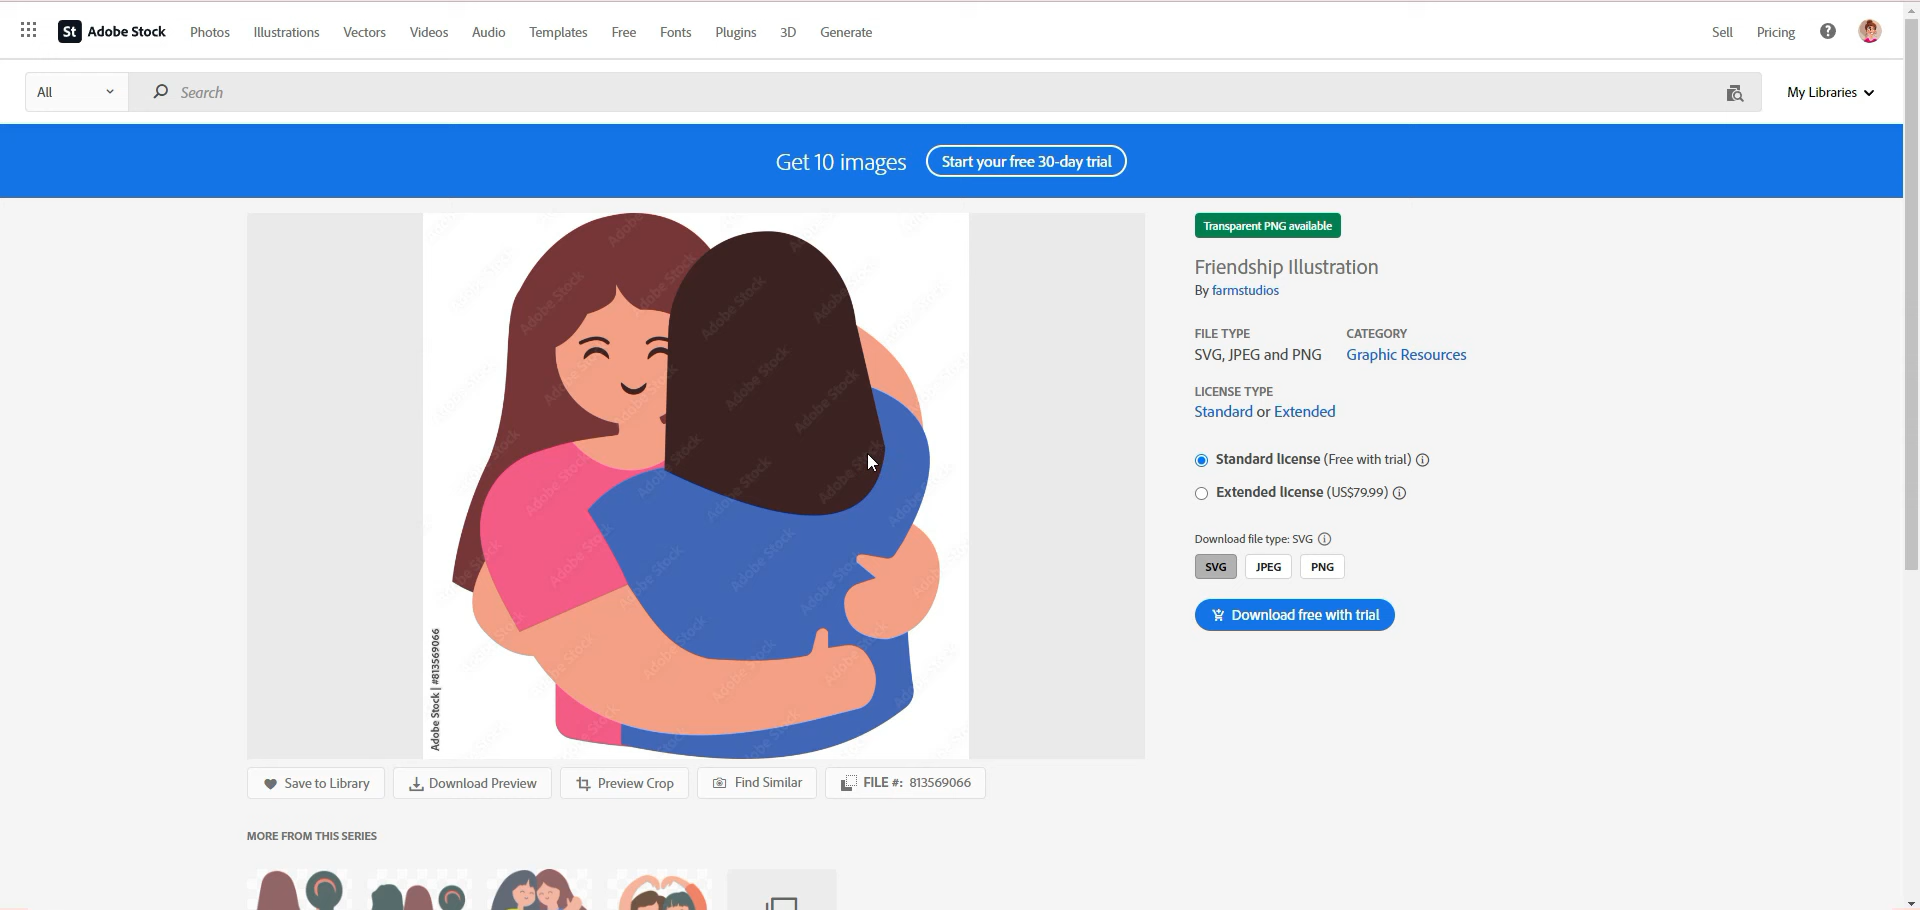 St Adobe Stock Photos Illustrations Vectors Videos Audio Templates Free Fonts Plugins 3D Generate Sell Pricing ?
All Search My Libraries
Get 10 images Start your free 30-day trial
Transparent PNG available
Friendship Illustration
By farmstudios
FILE TYPE CATEGORY
SVG, JPEG and PNG Graphic Resources
LICENSE TYPE
Standard or Extended
Standard license (Free with trial)
Extended license (US$79.99)
Download file type: SVG
SVG JPEG PNG
Download free with trial
Adobe Stock
Adobe Stock | #813569066
Save to Library Download Preview Preview Crop Find Similar FILE #: 813569066
MORE FROM THIS SERIES